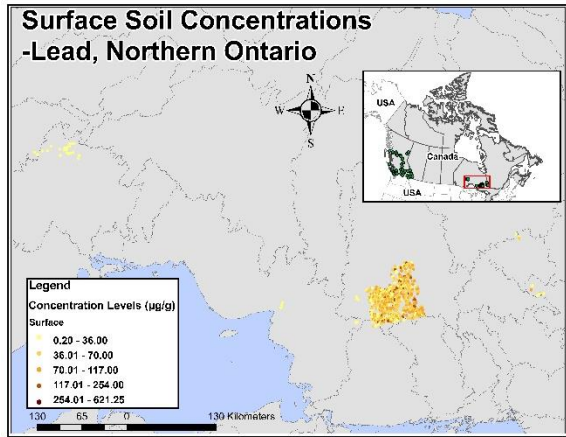 Surface Soil Concentrations
-Lead, Northern Ontario
N
W
E
S
USA
Canada
USA
Legend
Concentration Levels (µg/g)
Surface
0.20 - 36.00
36.01 - 70.00
70.01 - 117.00
117.01 - 254.00
254.01 - 621.25
130 65 0 130 Kilometers